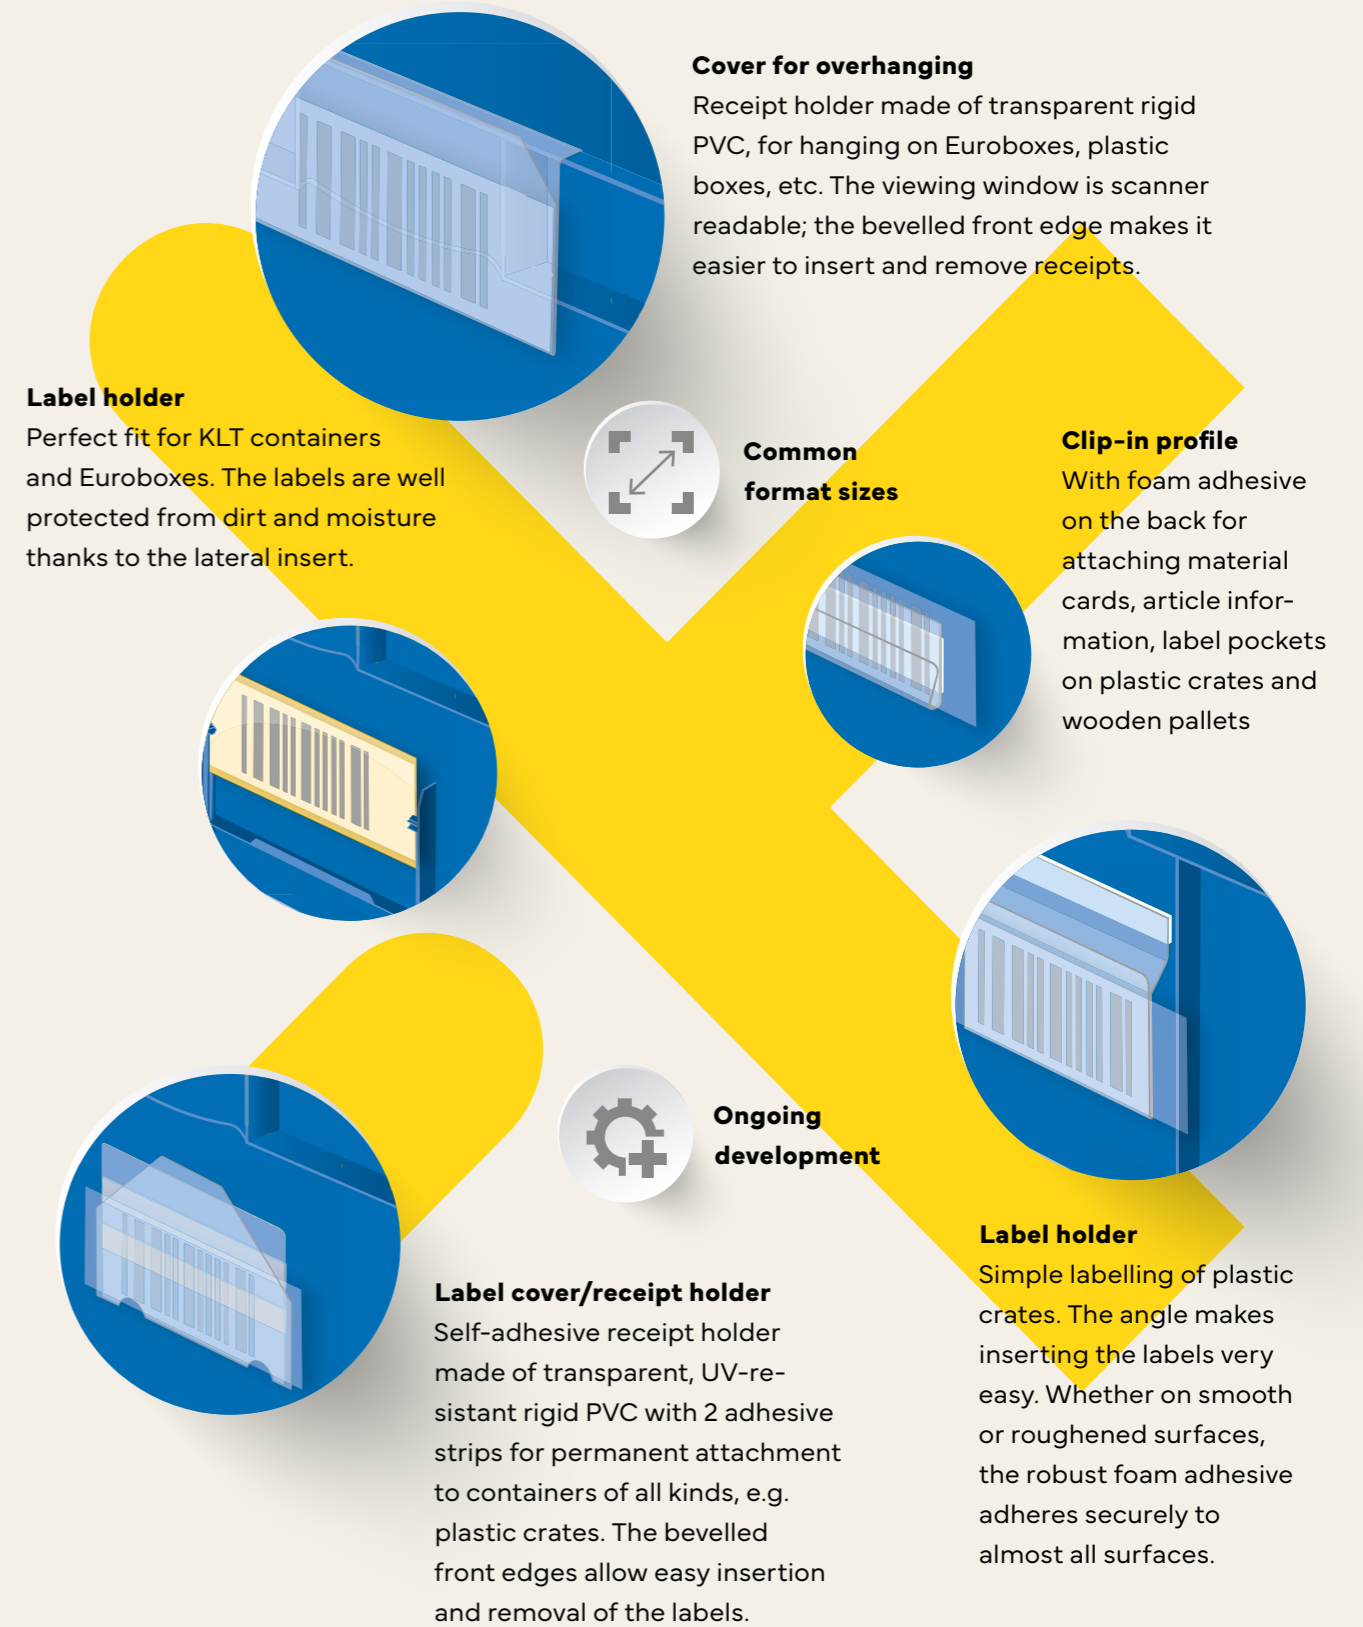 Cover for overhanging
Receipt holder made of transparent rigid
PVC, for hanging on Euroboxes, plastic
boxes, etc. The viewing window is scanner
readable; the bevelled front edge makes it
easier to insert and remove receipts.
Label holder
Perfect fit for KLT containers
and Euroboxes. The labels are well
protected from dirt and moisture
thanks to the lateral insert.
Common
format sizes
Clip-in profile
With foam adhesive
on the back for
attaching material
cards, article infor-
mation, label pockets
on plastic crates and
wooden pallets
Ongoing
development
Label holder
Simple labelling of plastic
crates. The angle makes
inserting the labels very
easy. Whether on smooth
or roughened surfaces,
the robust foam adhesive
adheres securely to
almost all surfaces.
Label cover/receipt holder
Self-adhesive receipt holder
made of transparent, UV-re-
sistant rigid PVC with 2 adhesive
strips for permanent attachment
to containers of all kinds, e.g.
plastic crates. The bevelled
front edges allow easy insertion
and removal of the labels.